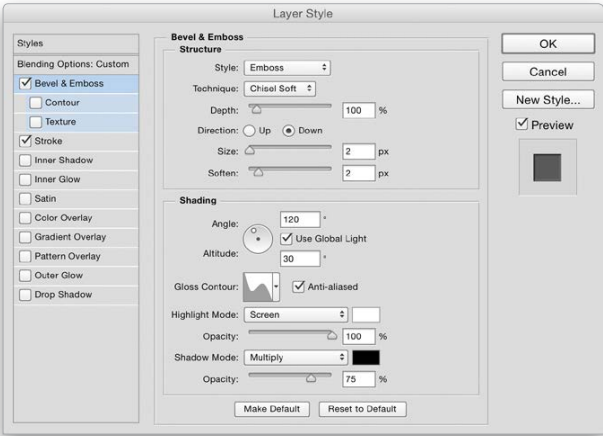 Layer Style
Styles
Blending Options: Custom
Bevel & Emboss
Contour
Texture
Stroke
Inner Shadow
Inner Glow
Satin
Color Overlay
Gradient Overlay
Pattern Overlay
Outer Glow
Drop Shadow
Bevel & Emboss
Structure
Style: Emboss
Technique: Chisel Soft
Depth: 100 %
Direction: Up Down
Size: 2 px
Soften: 2 px
Shading
Angle: 120 °
Use Global Light
Altitude: 30 °
Gloss Contour: Anti-aliased
Highlight Mode: Screen
Opacity: 100 %
Shadow Mode: Multiply
Opacity: 75 %
Make Default Reset to Default
OK
Cancel
New Style...
Preview